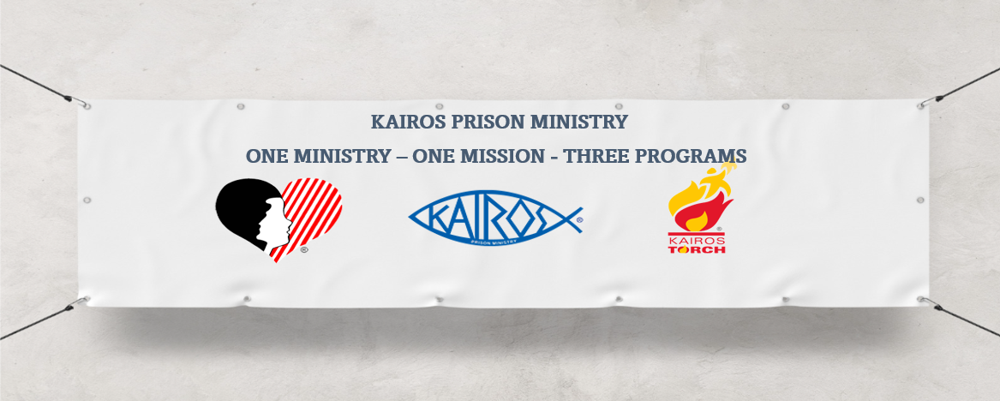 KAIROS PRISON MINISTRY
ONE MINISTRY – ONE MISSION - THREE PROGRAMS
®
KAIROS ®
PRISON MINISTRY
®
KAIROS
TORCH